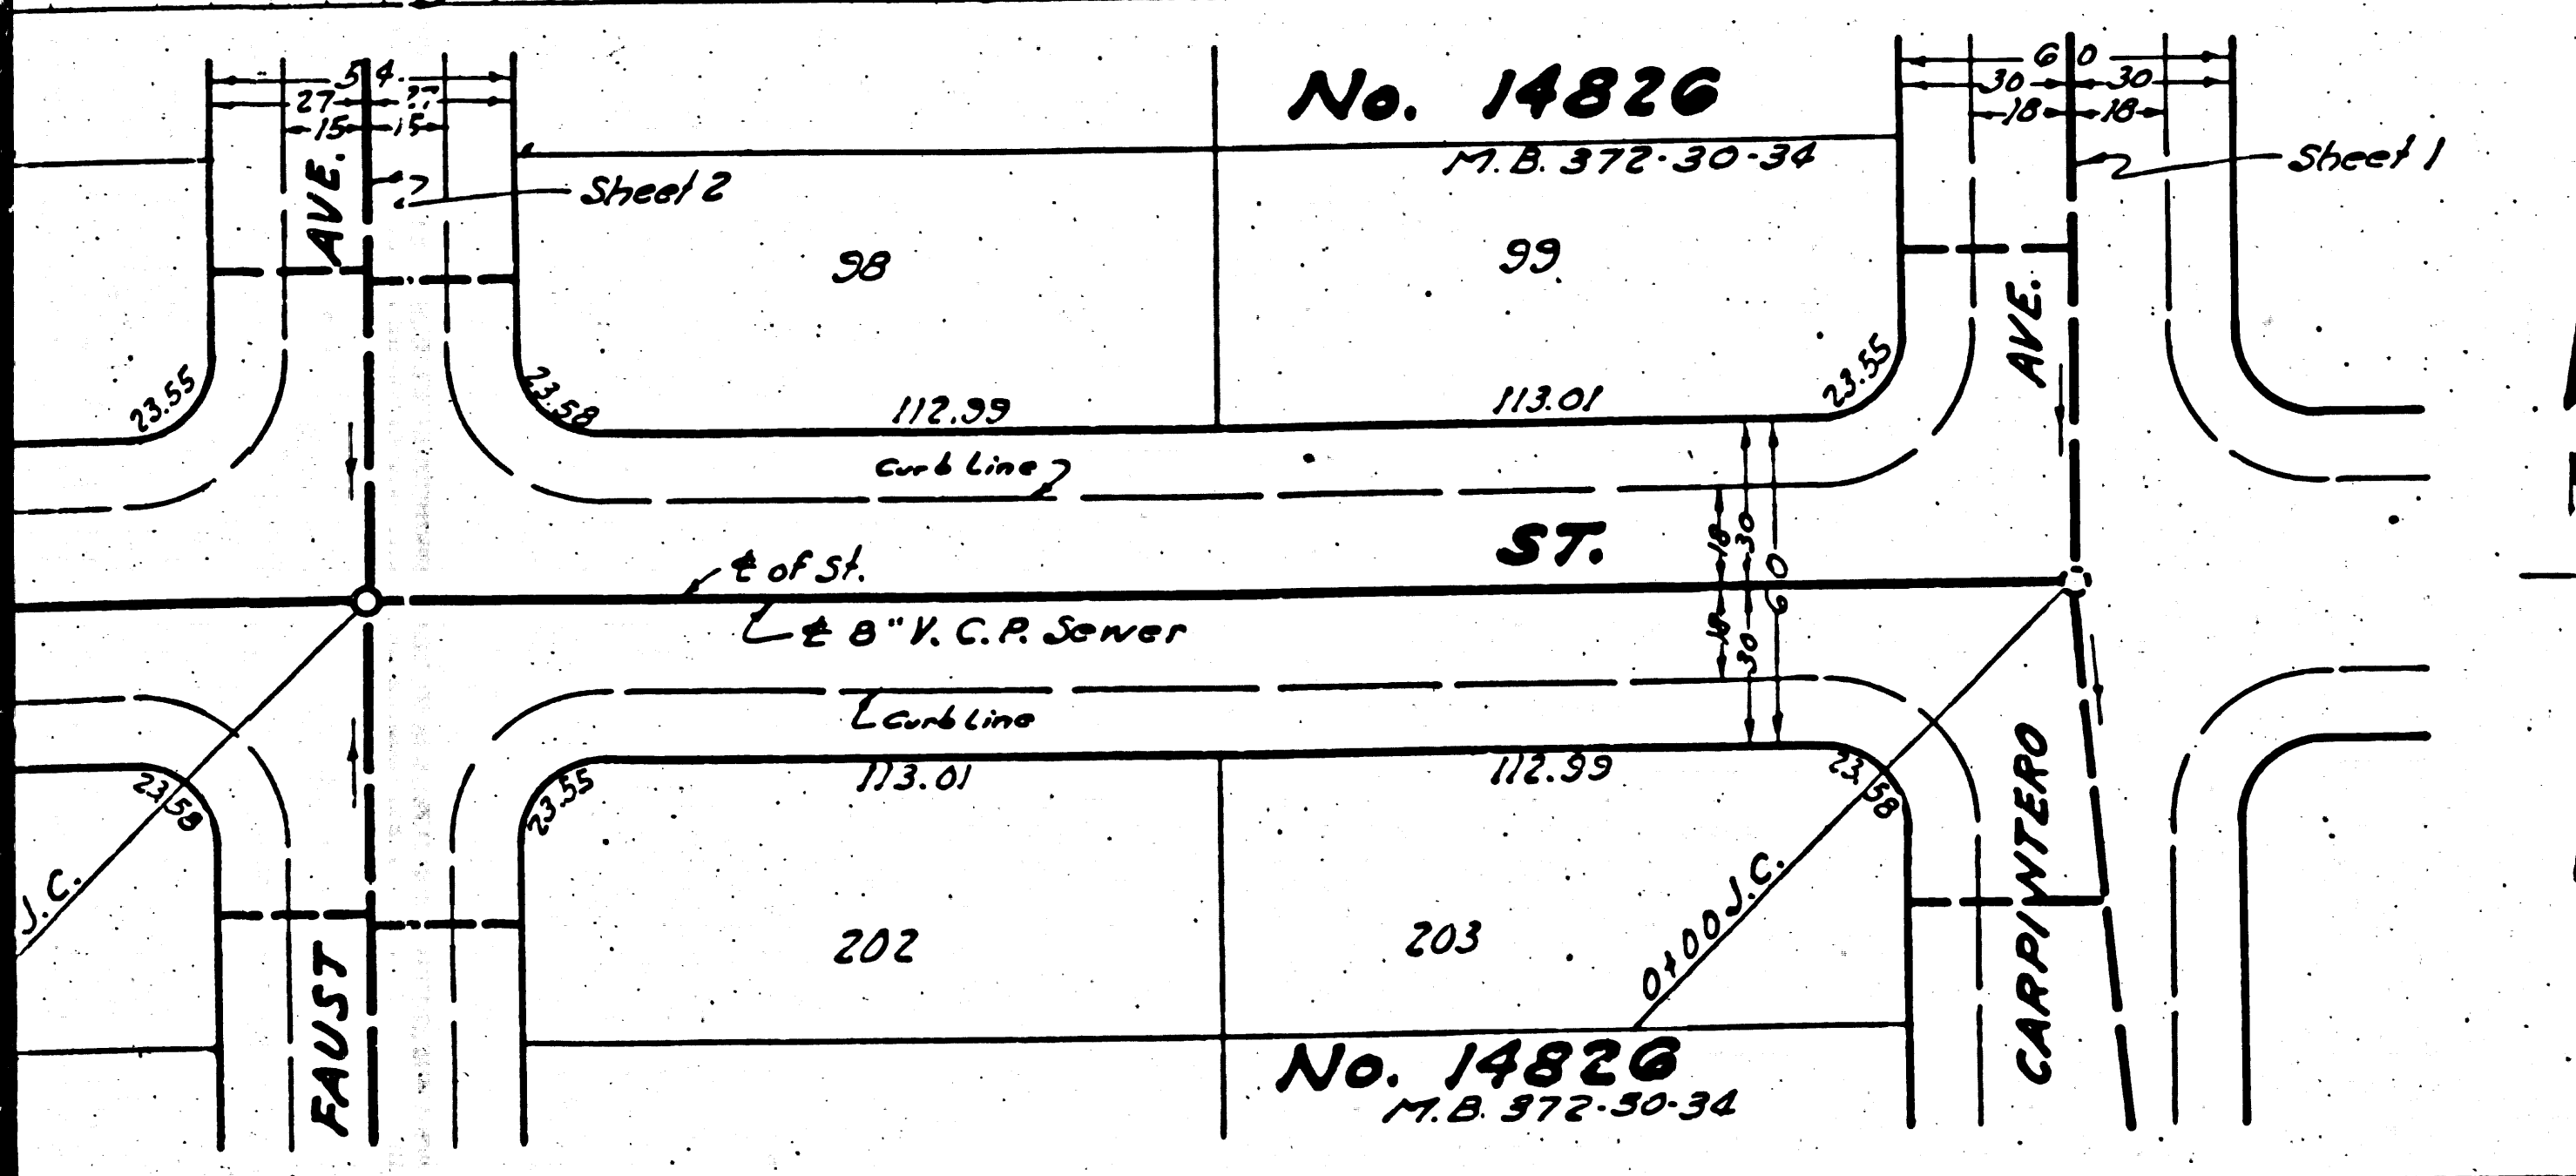 54
27 27
15 15
AVE.
Sheet 2
No. 14826
M.B. 372-30-34
60
30 30
18 18
Sheet 1
98
99
AVE.
23.55
23.58
112.99
113.01
23.55
Curb Line
ST.
18
30
60
℄ of St.
℄ 8" V.C.P. Sewer
18
30
Curb Line
23.58
23.55
113.01
112.99
23.58
J.C.
202
203
0+00 J.C.
FAUST
CARPINTERO
No. 14826
M.B. 372-30-34